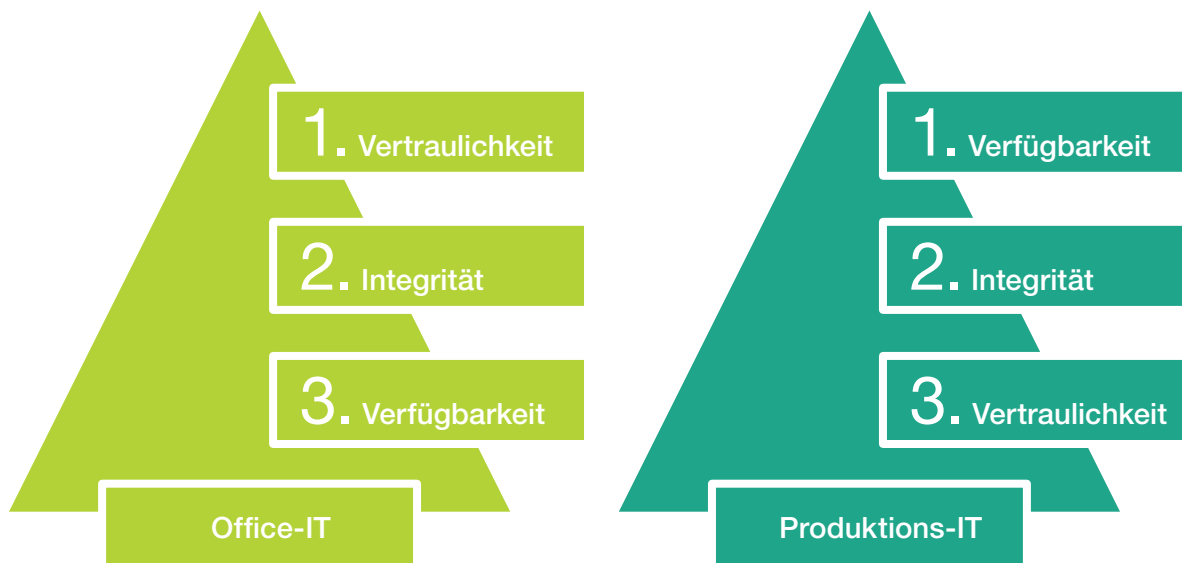 1. Vertraulichkeit
2. Integrität
3. Verfügbarkeit
Office-IT
1. Verfügbarkeit
2. Integrität
3. Vertraulichkeit
Produktions-IT